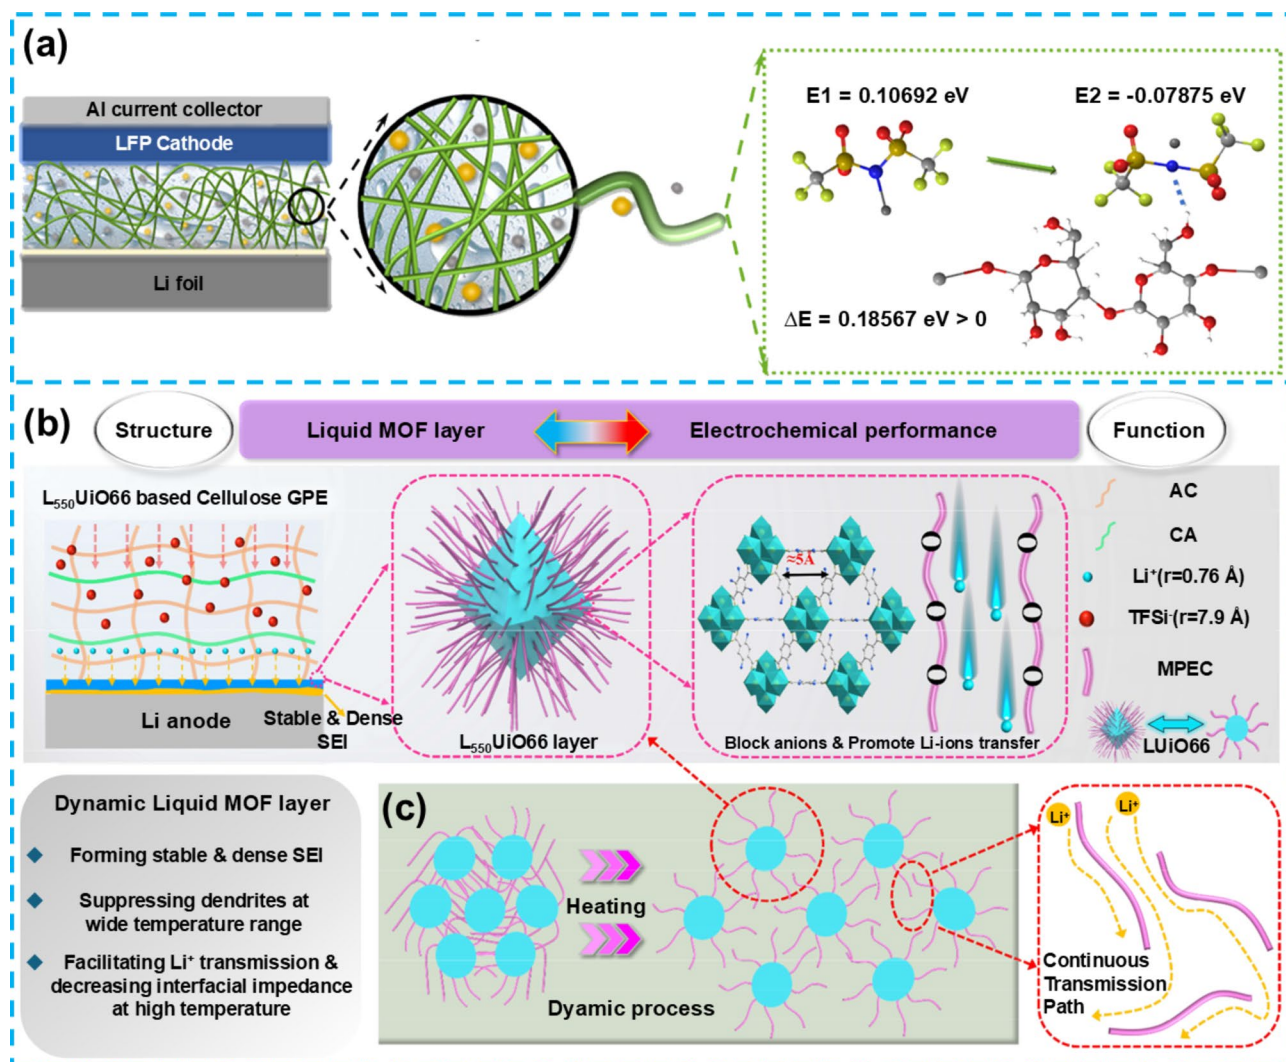 (a)
Al current collector
LFP Cathode
Li foil
E1 = 0.10692 eV
E2 = -0.07875 eV
ΔE = 0.18567 eV > 0
(b)
Structure
Liquid MOF layer
Electrochemical performance
Function
L₅₅₀UiO66 based Cellulose GPE
Li anode
Stable & Dense
SEI
L₅₅₀UiO66 layer
≈5Å
O
O
O
O
O
O
Block anions & Promote Li-ions transfer
AC
CA
Li⁺(r=0.76 Å)
TFSi⁻(r=7.9 Å)
MPEC
LUiO66
Dynamic Liquid MOF layer
Forming stable & dense SEI
Suppressing dendrites at
wide temperature range
Facilitating Li⁺ transmission &
decreasing interfacial impedance
at high temperature
(c)
Heating
Dyamic process
Li⁺
Li⁺
Continuous
Transmission
Path